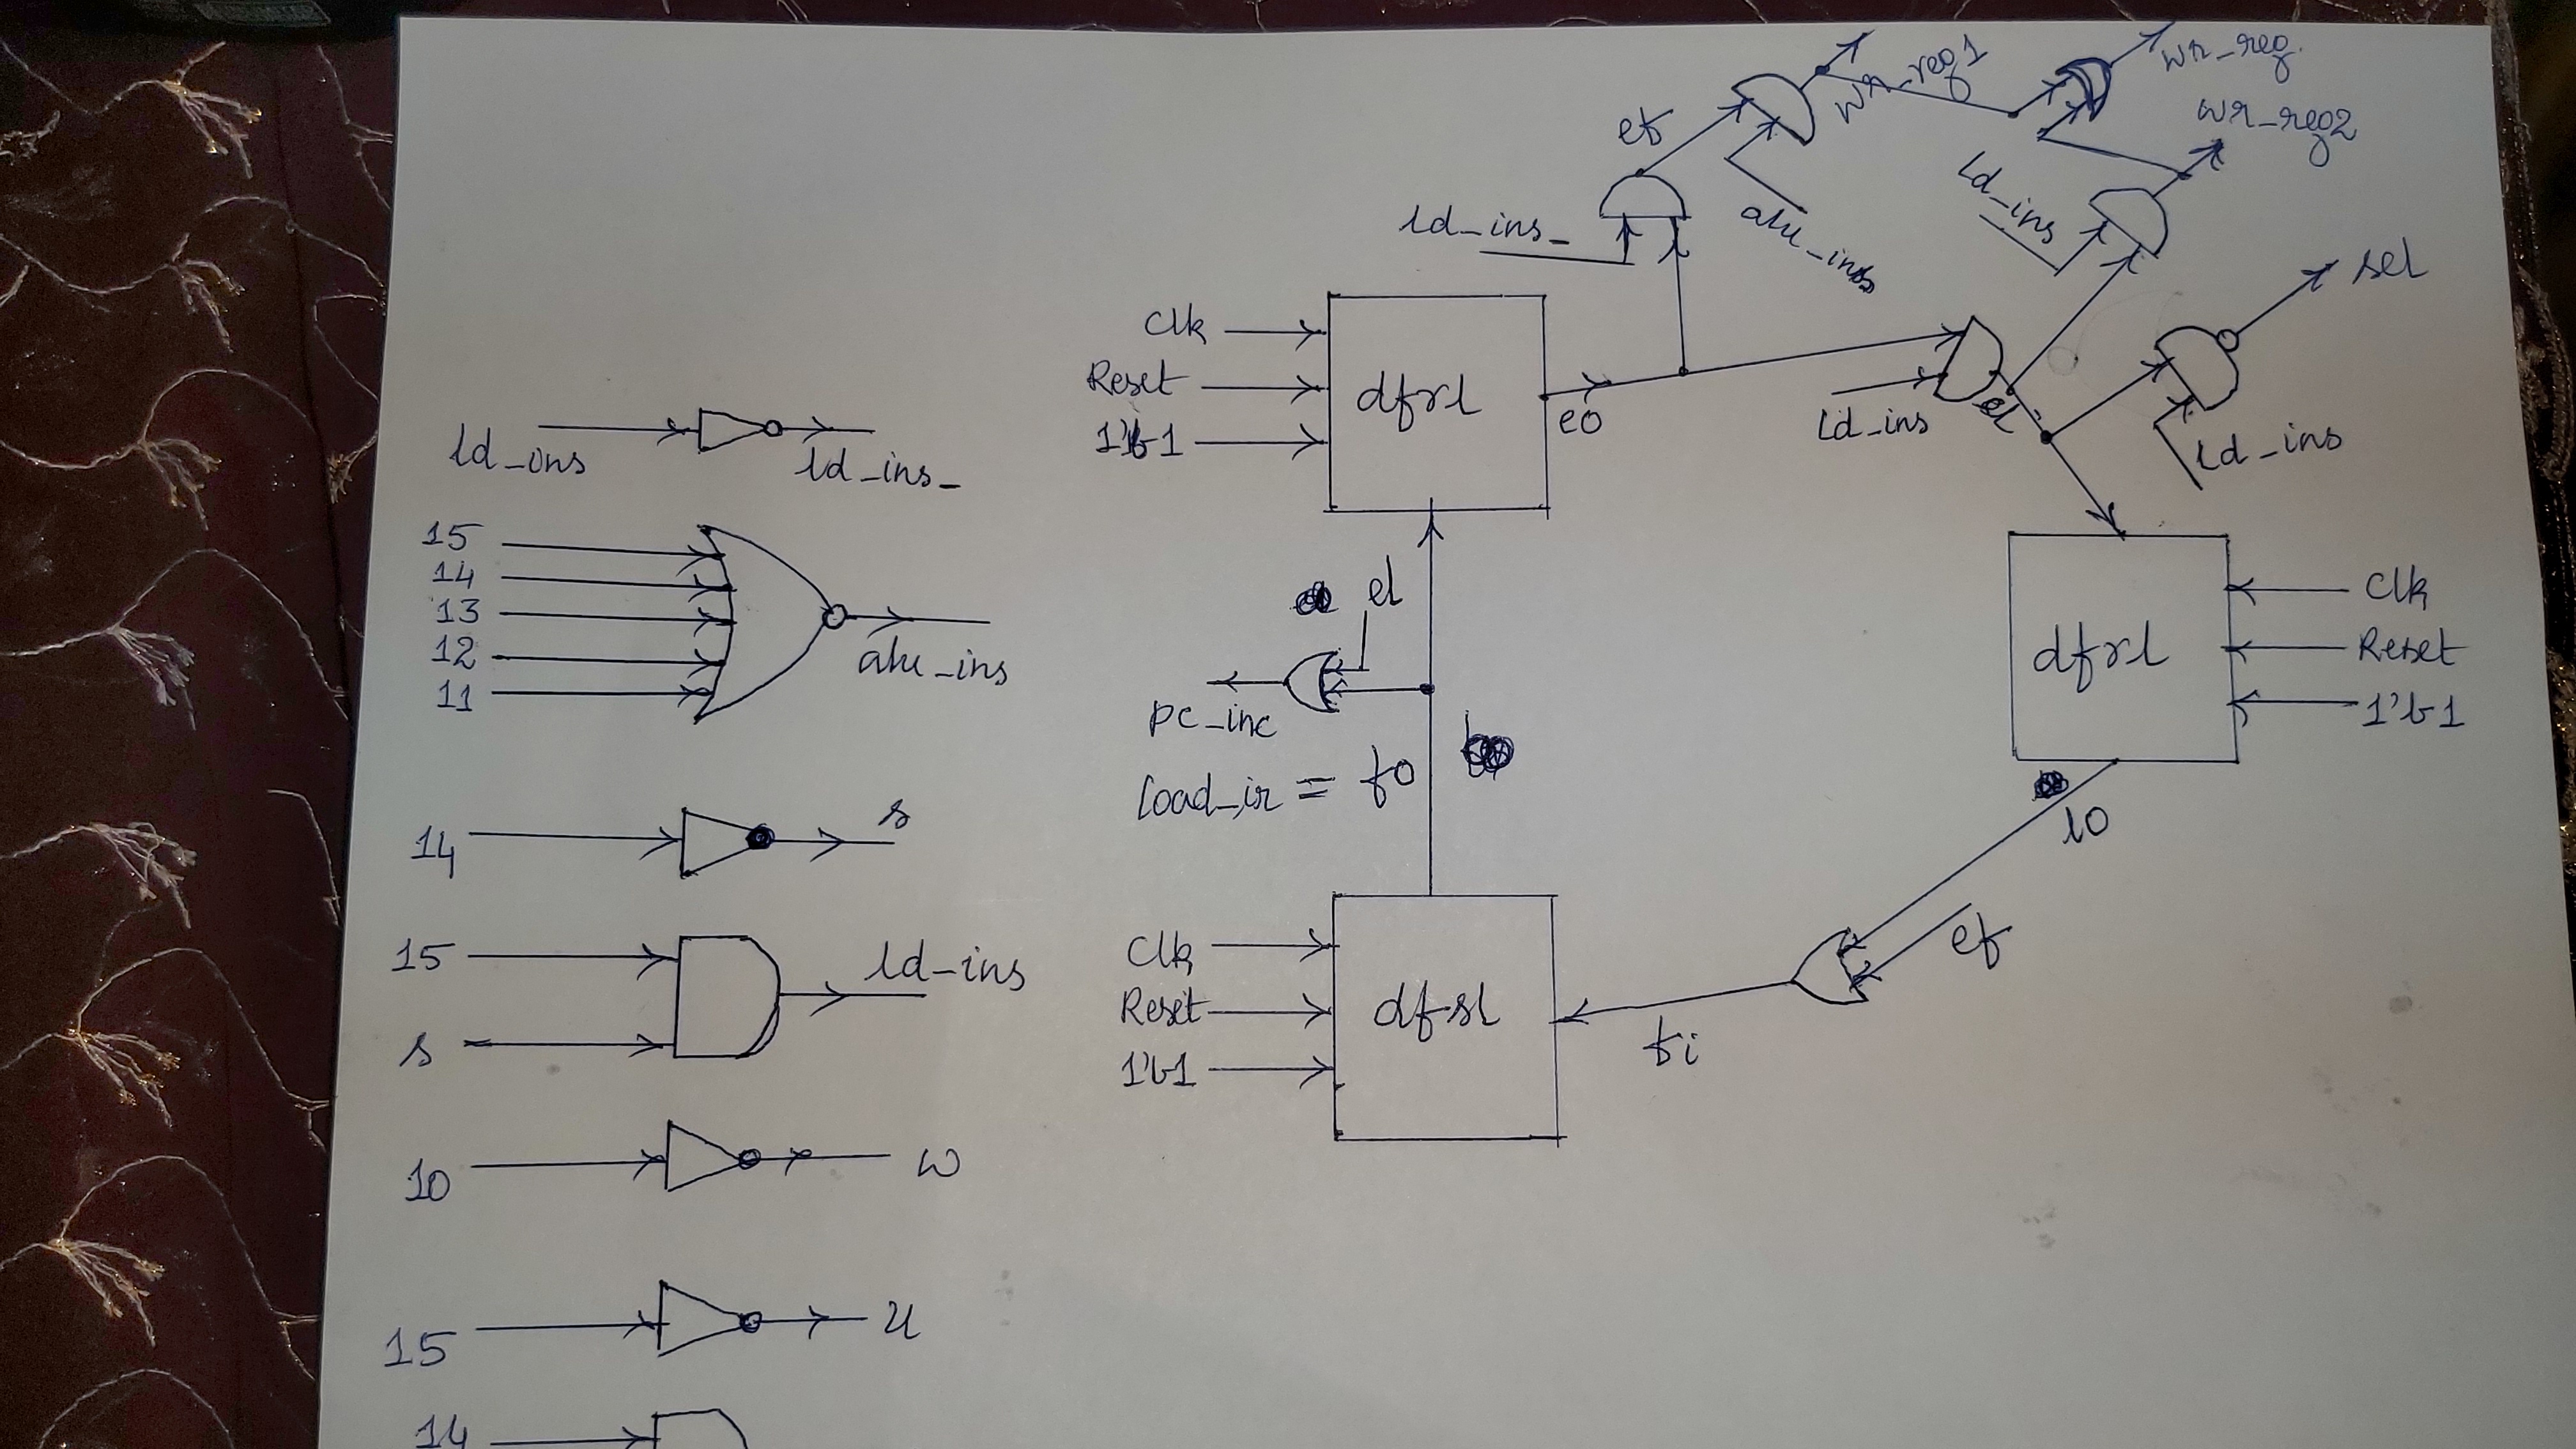 ld_ins
ld_ins_
15
14
13
12
11
alu_ins
14
s
15
s
ld-ins
10
w
15
u
14
ef
wr_reg1
wr_reg
wr_reg2
ld_ins_
alu_ins
ld_ins
sel
Clk
Reset
1'b1
dfrl
eo
ld_ins
el
ld_ins
el
pc_inc
load_ir = fo
dfrl
Clk
Reset
1'b1
lo
ef
fi
Clk
Reset
1'b1
dfsl